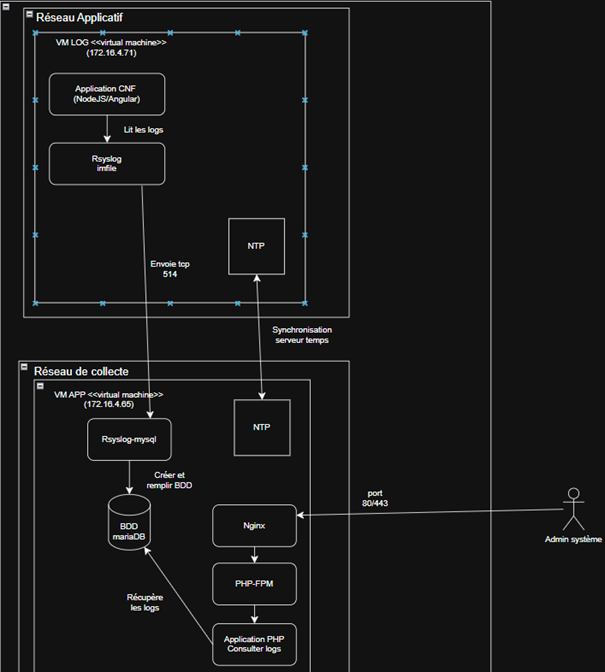 Réseau Applicatif
VM LOG <<virtual machine>>
(172.16.4.71)
Application CNF
(NodeJS/Angular)
Lit les logs
Rsyslog
imfile
NTP
Envoie tcp
514
Synchronisation
serveur temps
Réseau de collecte
VM APP <<virtual machine>>
(172.16.4.65)
Rsyslog-mysql
NTP
Créer et
remplir BDD
BDD
mariaDB
port
80/443
Nginx
Admin système
PHP-FPM
Récupère
les logs
Application PHP
Consulter logs